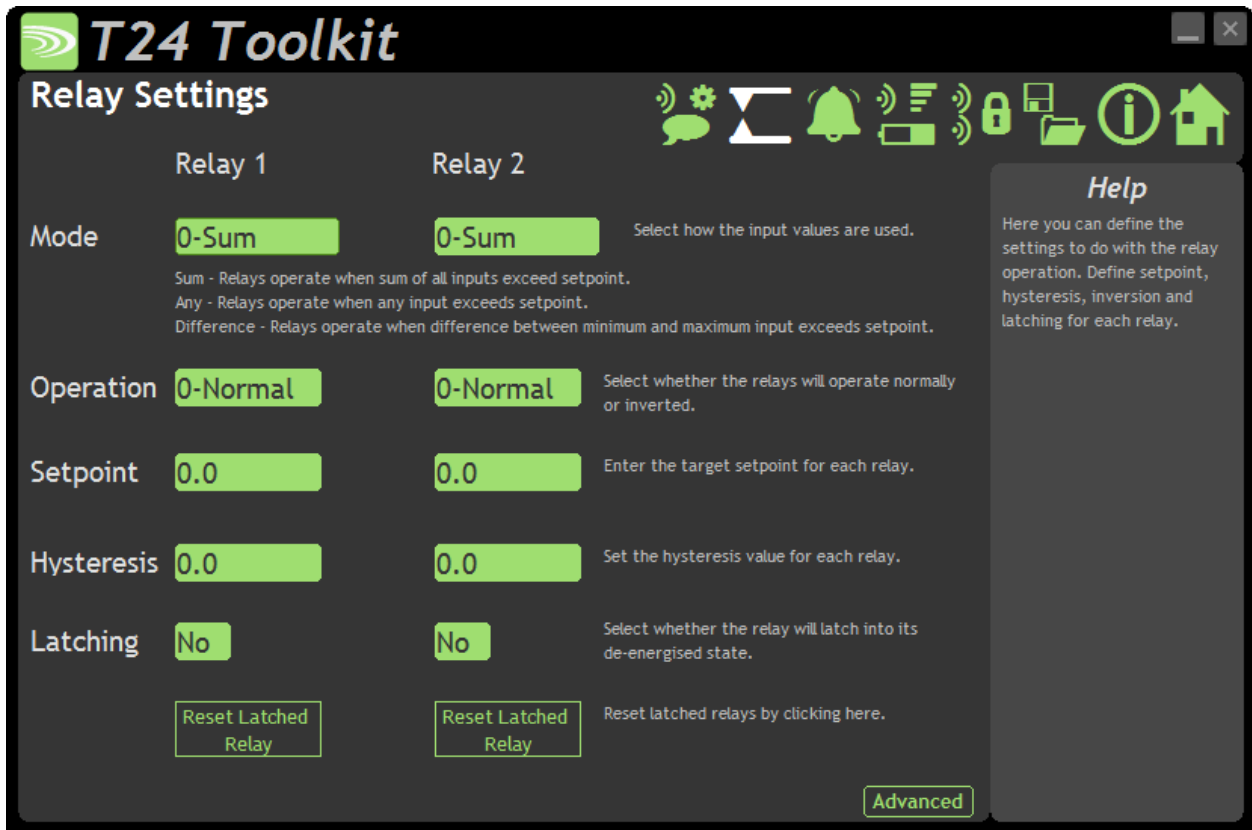 T24 Toolkit
Relay Settings
Relay 1 Relay 2
Mode 0-Sum 0-Sum Select how the input values are used.
Sum - Relays operate when sum of all inputs exceed setpoint.
Any - Relays operate when any input exceeds setpoint.
Difference - Relays operate when difference between minimum and maximum input exceeds setpoint.
Operation 0-Normal 0-Normal Select whether the relays will operate normally
or inverted.
Setpoint 0.0 0.0 Enter the target setpoint for each relay.
Hysteresis 0.0 0.0 Set the hysteresis value for each relay.
Latching No No Select whether the relay will latch into its
de-energised state.
Reset Latched
Relay
Reset Latched
Relay
Reset latched relays by clicking here.
Advanced
Help
Here you can define the
settings to do with the relay
operation. Define setpoint,
hysteresis, inversion and
latching for each relay.